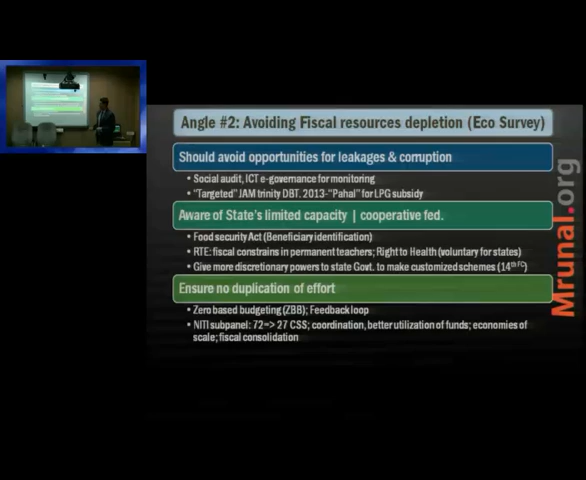 Angle #2: Avoiding Fiscal resources depletion (Eco Survey)
Should avoid opportunities for leakages & corruption
• Social audit, ICT e-governance for monitoring
• "Targeted" JAM trinity DBT. 2013-"Pahal" for LPG subsidy
Aware of State's limited capacity | cooperative fed.
• Food security Act (Beneficiary identification)
• RTE: fiscal constrains in permanent teachers; Right to Health (voluntary for states)
• Give more discretionary powers to state Govt. to make customized schemes (14th FC)
Ensure no duplication of effort
• Zero based budgeting (ZBB); Feedback loop
• NITI subpanel: 72=> 27 CSS; coordination, better utilization of funds; economies of
scale; fiscal consolidation
Mrunal.org